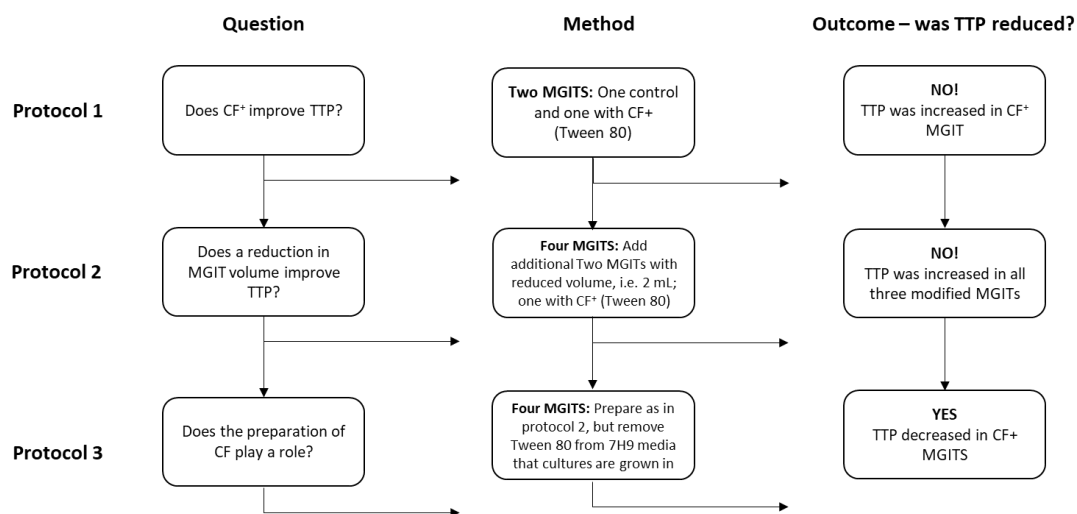 Question
Method
Outcome – was TTP reduced?
Protocol 1
Does CF⁺ improve TTP?
Two MGITS: One control
and one with CF+
(Tween 80)
NO!
TTP was increased in CF⁺
MGIT
Protocol 2
Does a reduction in
MGIT volume improve
TTP?
Four MGITS: Add
additional Two MGITs with
reduced volume, i.e. 2 mL;
one with CF⁺ (Tween 80)
NO!
TTP was increased in all
three modified MGITs
Protocol 3
Does the preparation of
CF play a role?
Four MGITS: Prepare as in
protocol 2, but remove
Tween 80 from 7H9 media
that cultures are grown in
YES
TTP decreased in CF+
MGITS